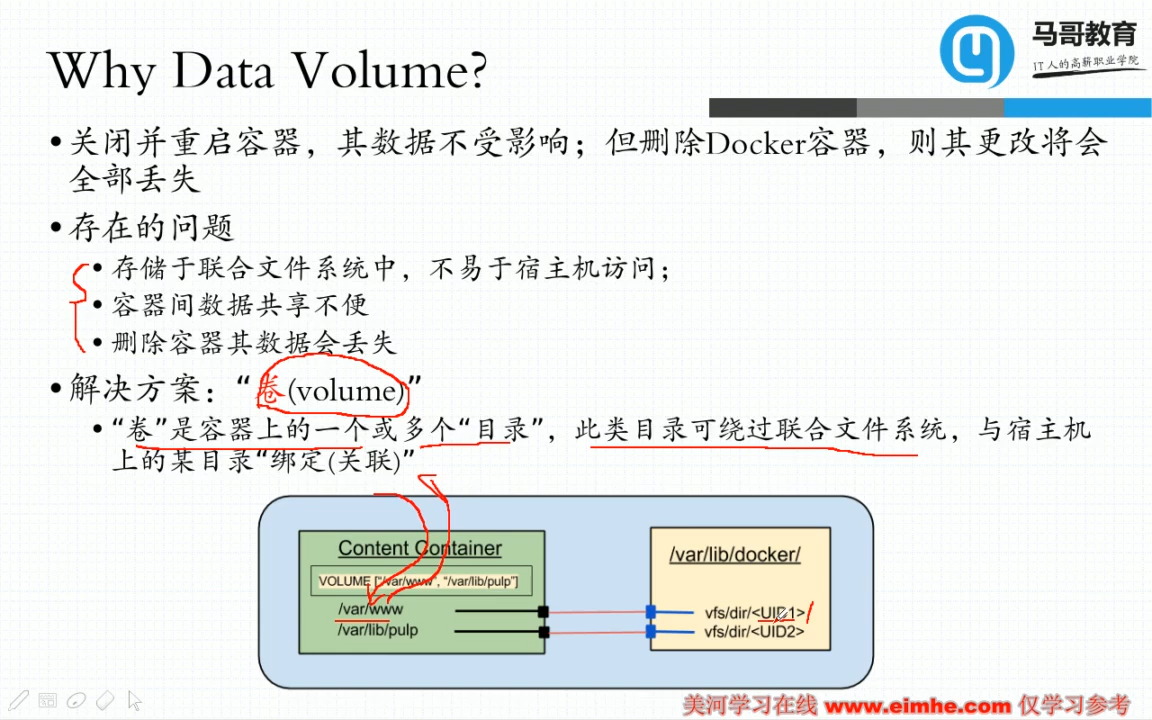 马哥教育
IT人的高薪职业学院
Why Data Volume?
•关闭并重启容器，其数据不受影响；但删除Docker容器，则其更改将会
全部丢失
•存在的问题
•存储于联合文件系统中，不易于宿主机访问；
•容器间数据共享不便
•删除容器其数据会丢失
•解决方案：“卷(volume)”
•“卷”是容器上的一个或多个“目录”，此类目录可绕过联合文件系统，与宿主机
上的某目录“绑定(关联)”
Content Container
VOLUME ["/var/www", “/var/lib/pulp”]
/var/www
/var/lib/pulp
/var/lib/docker/
vfs/dir/<UID1>
vfs/dir/<UID2>
美河学习在线 www.eimhe.com 仅学习参考